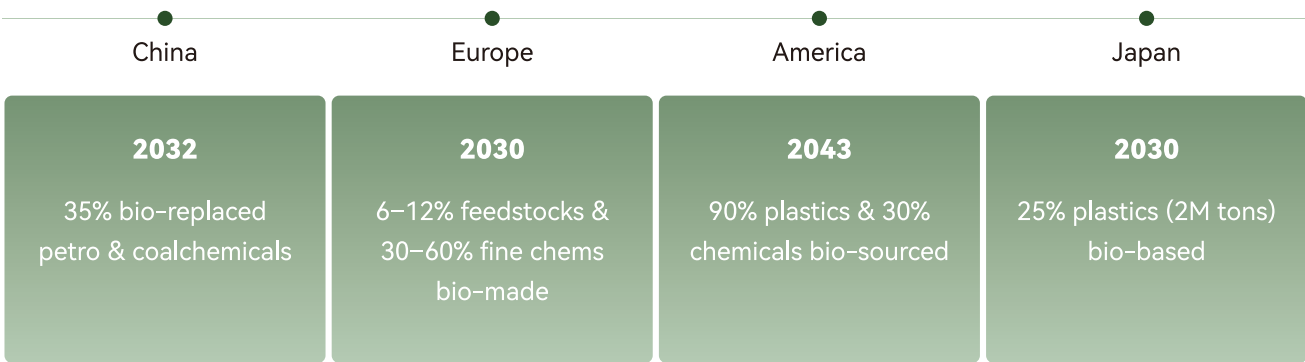 China
Europe
America
Japan
2032
35% bio-replaced
petro & coalchemicals
2030
6–12% feedstocks &
30–60% fine chems
bio-made
2043
90% plastics & 30%
chemicals bio-sourced
2030
25% plastics (2M tons)
bio-based